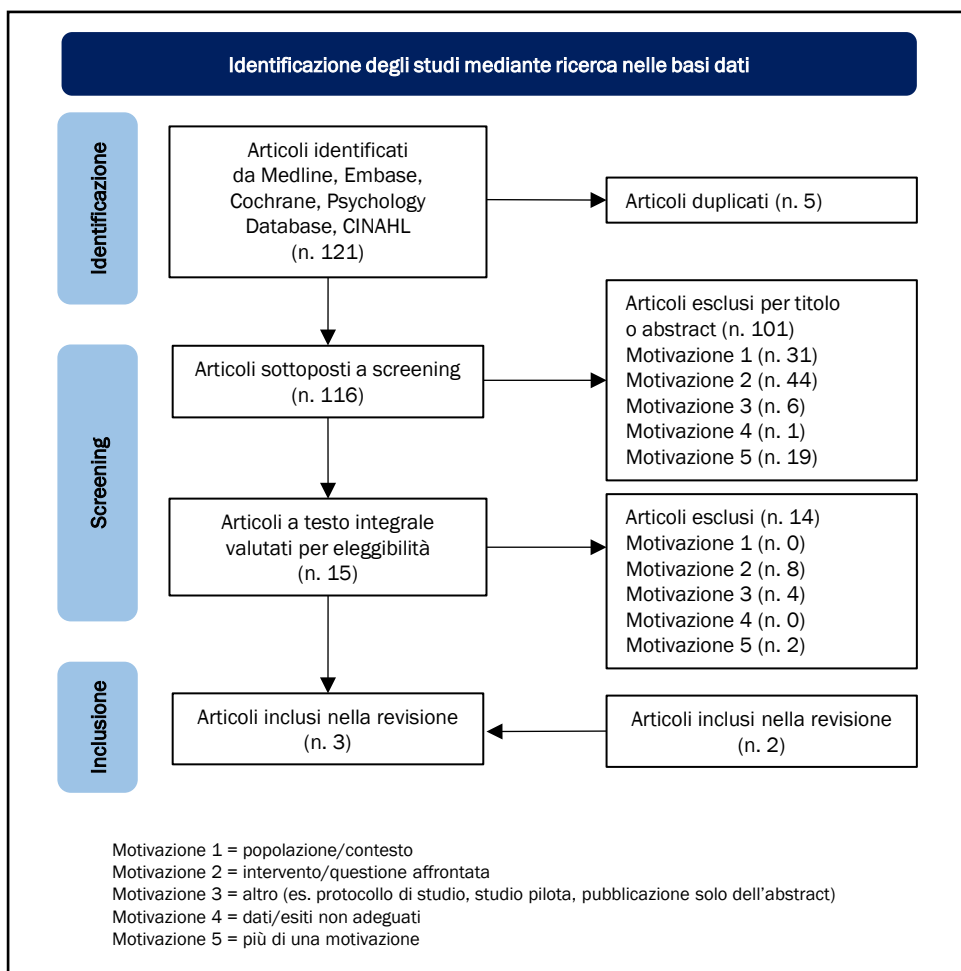 Identificazione degli studi mediante ricerca nelle basi dati
Identificazione
Articoli identificati
da Medline, Embase,
Cochrane, Psychology
Database, CINAHL
(n. 121)
Articoli duplicati (n. 5)
Screening
Articoli sottoposti a screening
(n. 116)
Articoli esclusi per titolo
o abstract (n. 101)
Motivazione 1 (n. 31)
Motivazione 2 (n. 44)
Motivazione 3 (n. 6)
Motivazione 4 (n. 1)
Motivazione 5 (n. 19)
Articoli a testo integrale
valutati per eleggibilità
(n. 15)
Articoli esclusi (n. 14)
Motivazione 1 (n. 0)
Motivazione 2 (n. 8)
Motivazione 3 (n. 4)
Motivazione 4 (n. 0)
Motivazione 5 (n. 2)
Inclusione
Articoli inclusi nella revisione
(n. 3)
Articoli inclusi nella revisione
(n. 2)
Motivazione 1 = popolazione/contesto
Motivazione 2 = intervento/questione affrontata
Motivazione 3 = altro (es. protocollo di studio, studio pilota, pubblicazione solo dell'abstract)
Motivazione 4 = dati/esiti non adeguati
Motivazione 5 = più di una motivazione